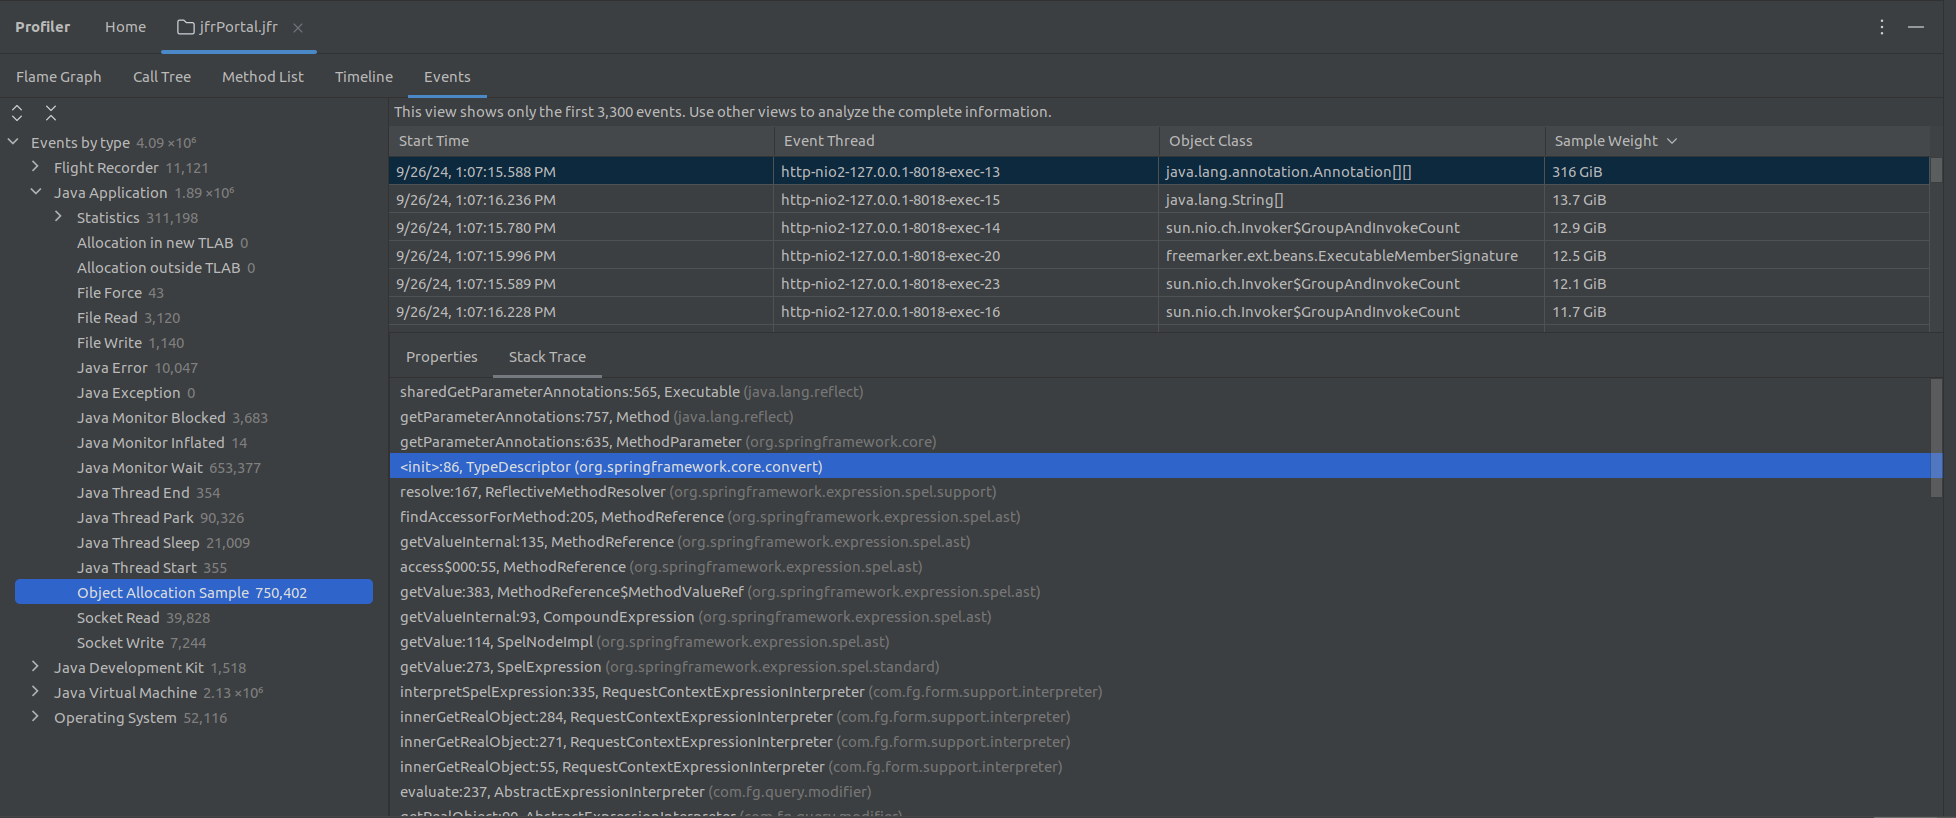 Profiler Home jfrPortal.jfr
Flame Graph Call Tree Method List Timeline Events
This view shows only the first 3,300 events. Use other views to analyze the complete information.
Events by type 4.09 ×10⁶
Flight Recorder 11,121
Java Application 1.89 ×10⁶
Statistics 311,198
Allocation in new TLAB 0
Allocation outside TLAB 0
File Force 43
File Read 3,120
File Write 1,140
Java Error 10,047
Java Exception 0
Java Monitor Blocked 3,683
Java Monitor Inflated 14
Java Monitor Wait 653,377
Java Thread End 354
Java Thread Park 90,326
Java Thread Sleep 21,009
Java Thread Start 355
Object Allocation Sample 750,402
Socket Read 39,828
Socket Write 7,244
Java Development Kit 1,518
Java Virtual Machine 2.13 ×10⁶
Operating System 52,116
Start Time Event Thread Object Class Sample Weight
9/26/24, 1:07:15.588 PM http-nio2-127.0.0.1-8018-exec-13 java.lang.annotation.Annotation[][] 316 GiB
9/26/24, 1:07:16.236 PM http-nio2-127.0.0.1-8018-exec-15 java.lang.String[] 13.7 GiB
9/26/24, 1:07:15.780 PM http-nio2-127.0.0.1-8018-exec-14 sun.nio.ch.Invoker$GroupAndInvokeCount 12.9 GiB
9/26/24, 1:07:15.996 PM http-nio2-127.0.0.1-8018-exec-20 freemarker.ext.beans.ExecutableMemberSignature 12.5 GiB
9/26/24, 1:07:15.589 PM http-nio2-127.0.0.1-8018-exec-23 sun.nio.ch.Invoker$GroupAndInvokeCount 12.1 GiB
9/26/24, 1:07:16.228 PM http-nio2-127.0.0.1-8018-exec-16 sun.nio.ch.Invoker$GroupAndInvokeCount 11.7 GiB
Properties Stack Trace
sharedGetParameterAnnotations:565, Executable (java.lang.reflect)
getParameterAnnotations:757, Method (java.lang.reflect)
getParameterAnnotations:635, MethodParameter (org.springframework.core)
<init>:86, TypeDescriptor (org.springframework.core.convert)
resolve:167, ReflectiveMethodResolver (org.springframework.expression.spel.support)
findAccessorForMethod:205, MethodReference (org.springframework.expression.spel.ast)
getValueInternal:135, MethodReference (org.springframework.expression.spel.ast)
access$000:55, MethodReference (org.springframework.expression.spel.ast)
getValue:383, MethodReference$MethodValueRef (org.springframework.expression.spel.ast)
getValueInternal:93, CompoundExpression (org.springframework.expression.spel.ast)
getValue:114, SpelNodeImpl (org.springframework.expression.spel.ast)
getValue:273, SpelExpression (org.springframework.expression.spel.standard)
interpretSpelExpression:335, RequestContextExpressionInterpreter (com.fg.form.support.interpreter)
innerGetRealObject:284, RequestContextExpressionInterpreter (com.fg.form.support.interpreter)
innerGetRealObject:271, RequestContextExpressionInterpreter (com.fg.form.support.interpreter)
innerGetRealObject:55, RequestContextExpressionInterpreter (com.fg.form.support.interpreter)
evaluate:237, AbstractExpressionInterpreter (com.fg.query.modifier)